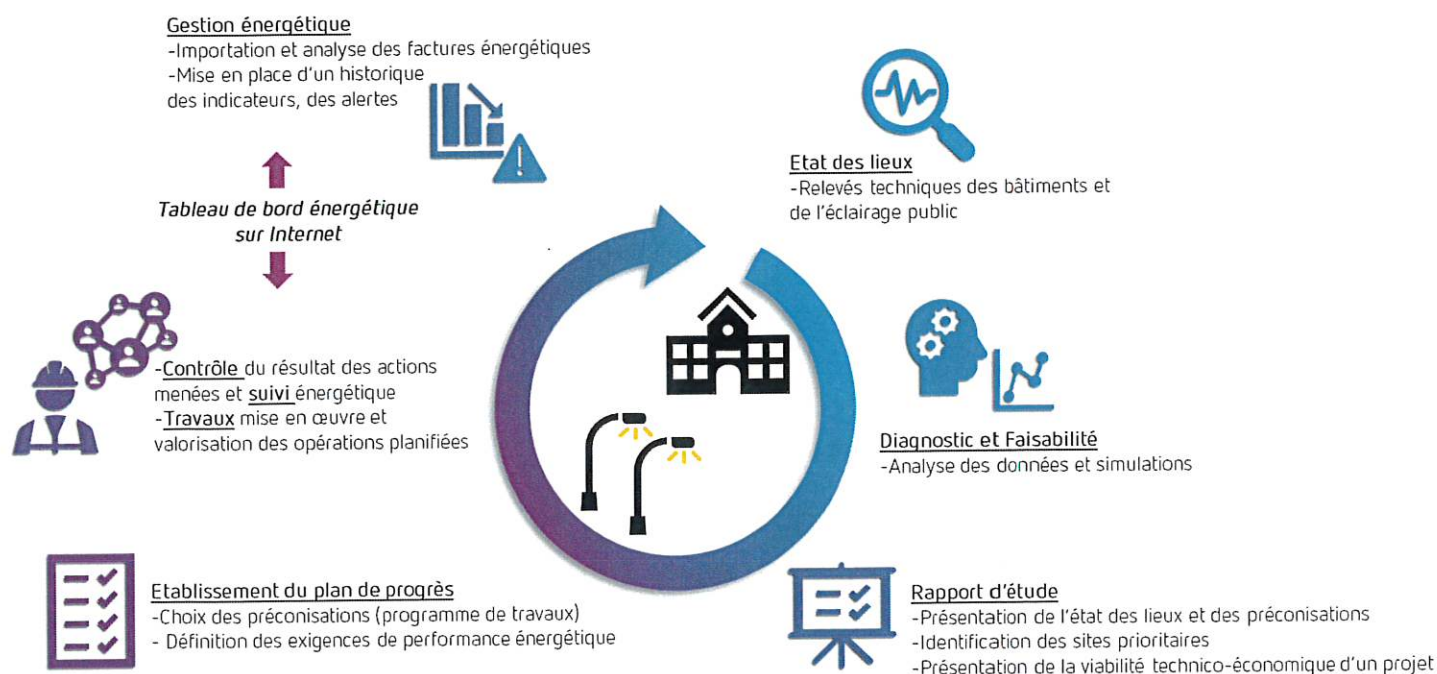 Gestion énergétique
-Importation et analyse des factures énergétiques
-Mise en place d'un historique
des indicateurs, des alertes
Tableau de bord énergétique
sur Internet
-Contrôle du résultat des actions
menées et suivi énergétique
-Travaux mise en œuvre et
valorisation des opérations planifiées
Etablissement du plan de progrès
-Choix des préconisations (programme de travaux)
- Définition des exigences de performance énergétique
Etat des lieux
-Relevés techniques des bâtiments et
de l'éclairage public
Diagnostic et Faisabilité
-Analyse des données et simulations
Rapport d'étude
-Présentation de l'état des lieux et des préconisations
-Identification des sites prioritaires
-Présentation de la viabilité technico-économique d'un projet